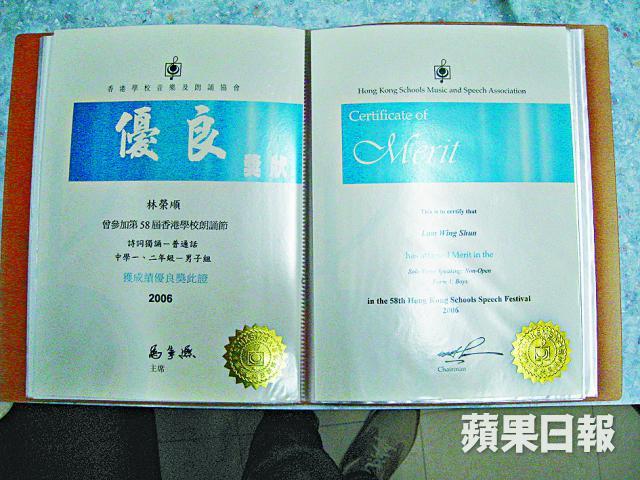 香港學校音樂及朗誦協會
優良
獎狀
林榮順
曾參加第58屆香港學校朗誦節
詩詞獨誦－普通話
中學一、二年級－男子組
獲成績優良獎此證
2006
主席
Hong Kong Schools Music and Speech Association
Certificate of
Merit
This is to certify that
Lam Wing Shun
has attained Merit in the
Solo Verse Speaking: Non-Open
Form 1: Boys
in the 58th Hong Kong Schools Speech Festival
2006
Chairman
蘋果日報